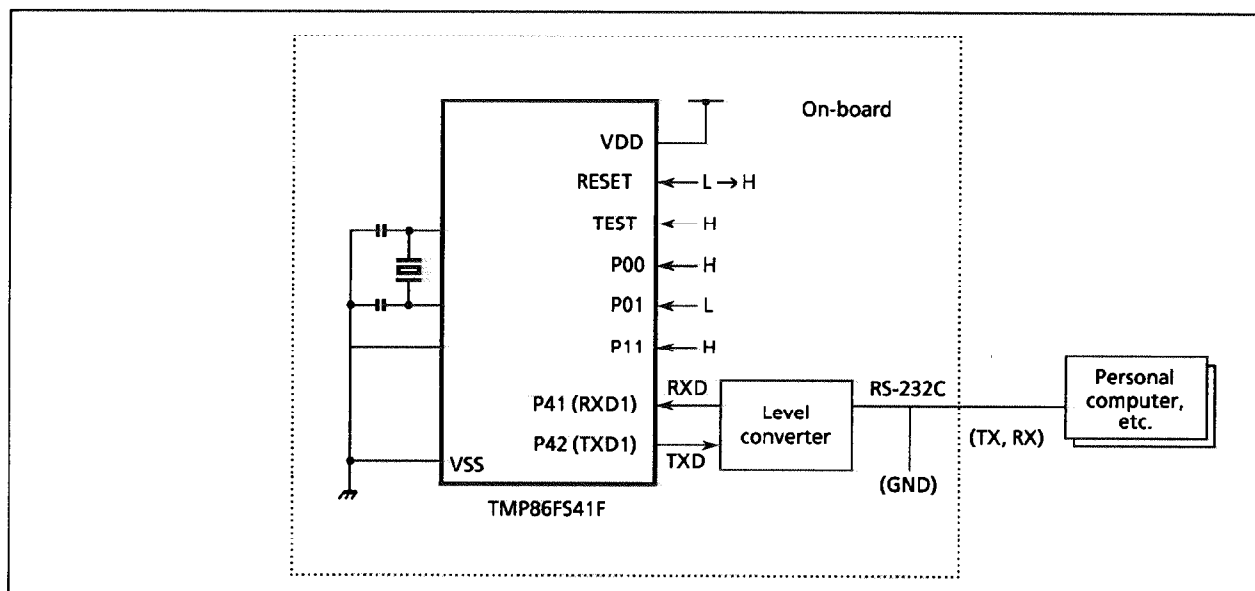 On-board
VDD
RESET
L → H
TEST
H
P00
H
P01
L
P11
H
RXD
RS-232C
P41 (RXD1)
P42 (TXD1)
TXD
Level
converter
(GND)
(TX, RX)
Personal
computer,
etc.
VSS
TMP86FS41F